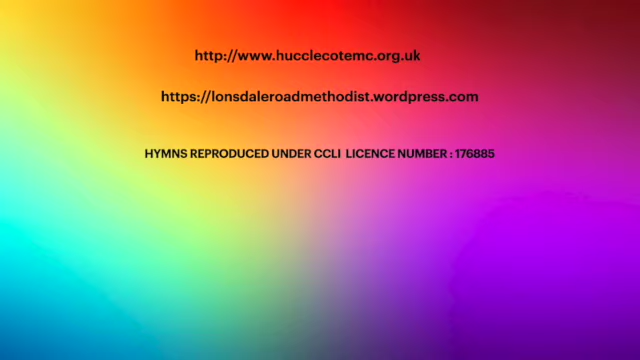 http://www.hucclecotemc.org.uk
https://lonsdaleroadmethodist.wordpress.com
HYMNS REPRODUCED UNDER CCLI LICENCE NUMBER : 176885